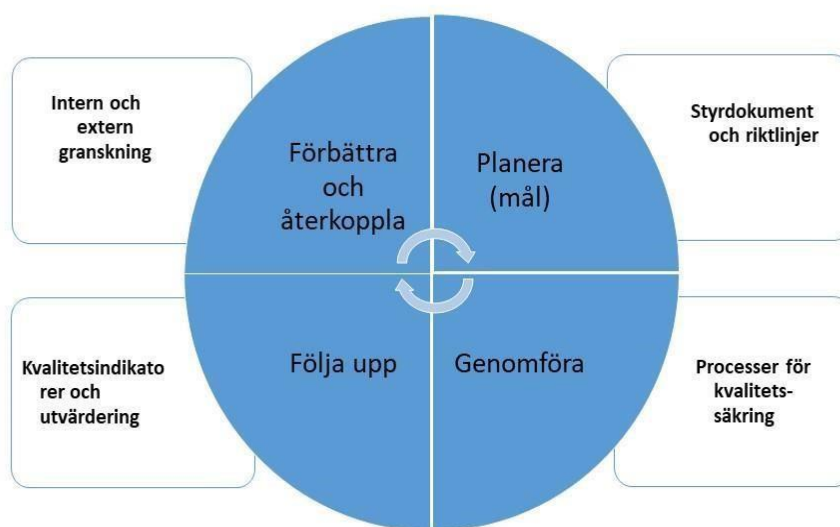 Intern och
extern
granskning
Förbättra
och
återkoppla
Planera
(mål)
Styrdokument
och riktlinjer
Kvalitetsindikato
rer och
utvärdering
Följa upp
Genomföra
Processer för
kvalitets-
säkring